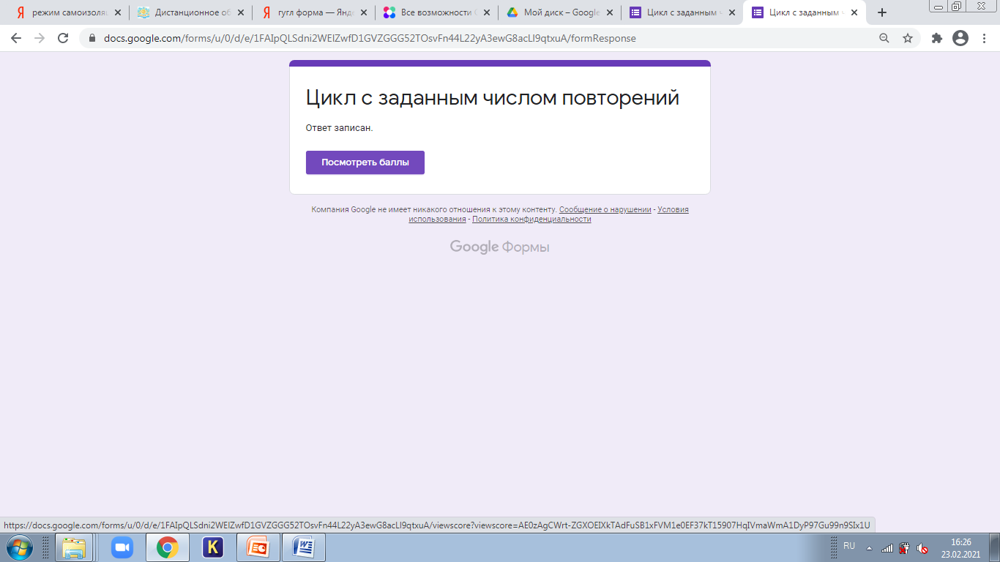 режим самоизоля
Дистанционное об
гугл форма — Янде
Все возможности G
Мой диск – Google
Цикл с заданным ч
Цикл с заданным ч
docs.google.com/forms/u/0/d/e/1FAIpQLSdni2WElZwfD1GVZGGG52TOsvFn44L22yA3ewG8acLI9qtxuA/formResponse
Цикл с заданным числом повторений
Ответ записан.
Посмотреть баллы
Компания Google не имеет никакого отношения к этому контенту. Сообщение о нарушении - Условия
использования - Политика конфиденциальности
Google Формы
https://docs.google.com/forms/u/0/d/e/1FAIpQLSdni2WElZwfD1GVZGGG52TOsvFn44L22yA3ewG8acLI9qtxuA/viewscore?viewscore=AE0zAgCWrt-ZGXOEIXkTAdFuSB1xFVM1e0EF37kT15907HqIVmaWmA1DyP97Gu99n9SIx1U
RU
16:26
23.02.2021